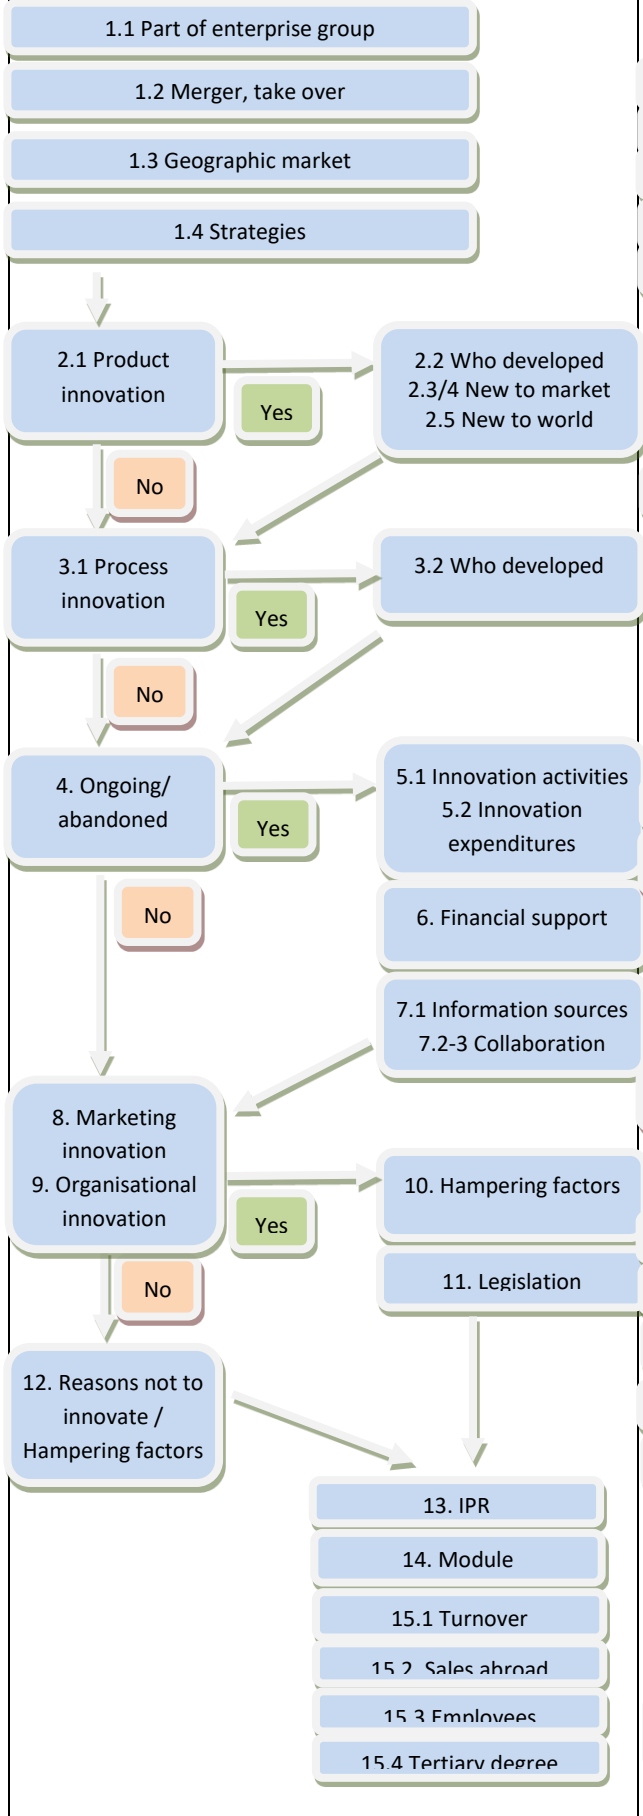 1.1 Part of enterprise group
1.2 Merger, take over
1.3 Geographic market
1.4 Strategies
2.1 Product
innovation
Yes
2.2 Who developed
2.3/4 New to market
2.5 New to world
No
3.1 Process
innovation
Yes
3.2 Who developed
No
4. Ongoing/
abandoned
Yes
5.1 Innovation activities
5.2 Innovation
expenditures
No
6. Financial support
7.1 Information sources
7.2-3 Collaboration
8. Marketing
innovation
9. Organisational
innovation
Yes
10. Hampering factors
No
11. Legislation
12. Reasons not to
innovate /
Hampering factors
13. IPR
14. Module
15.1 Turnover
15.2  Sales abroad
15.3 Employees
15.4 Tertiary degree